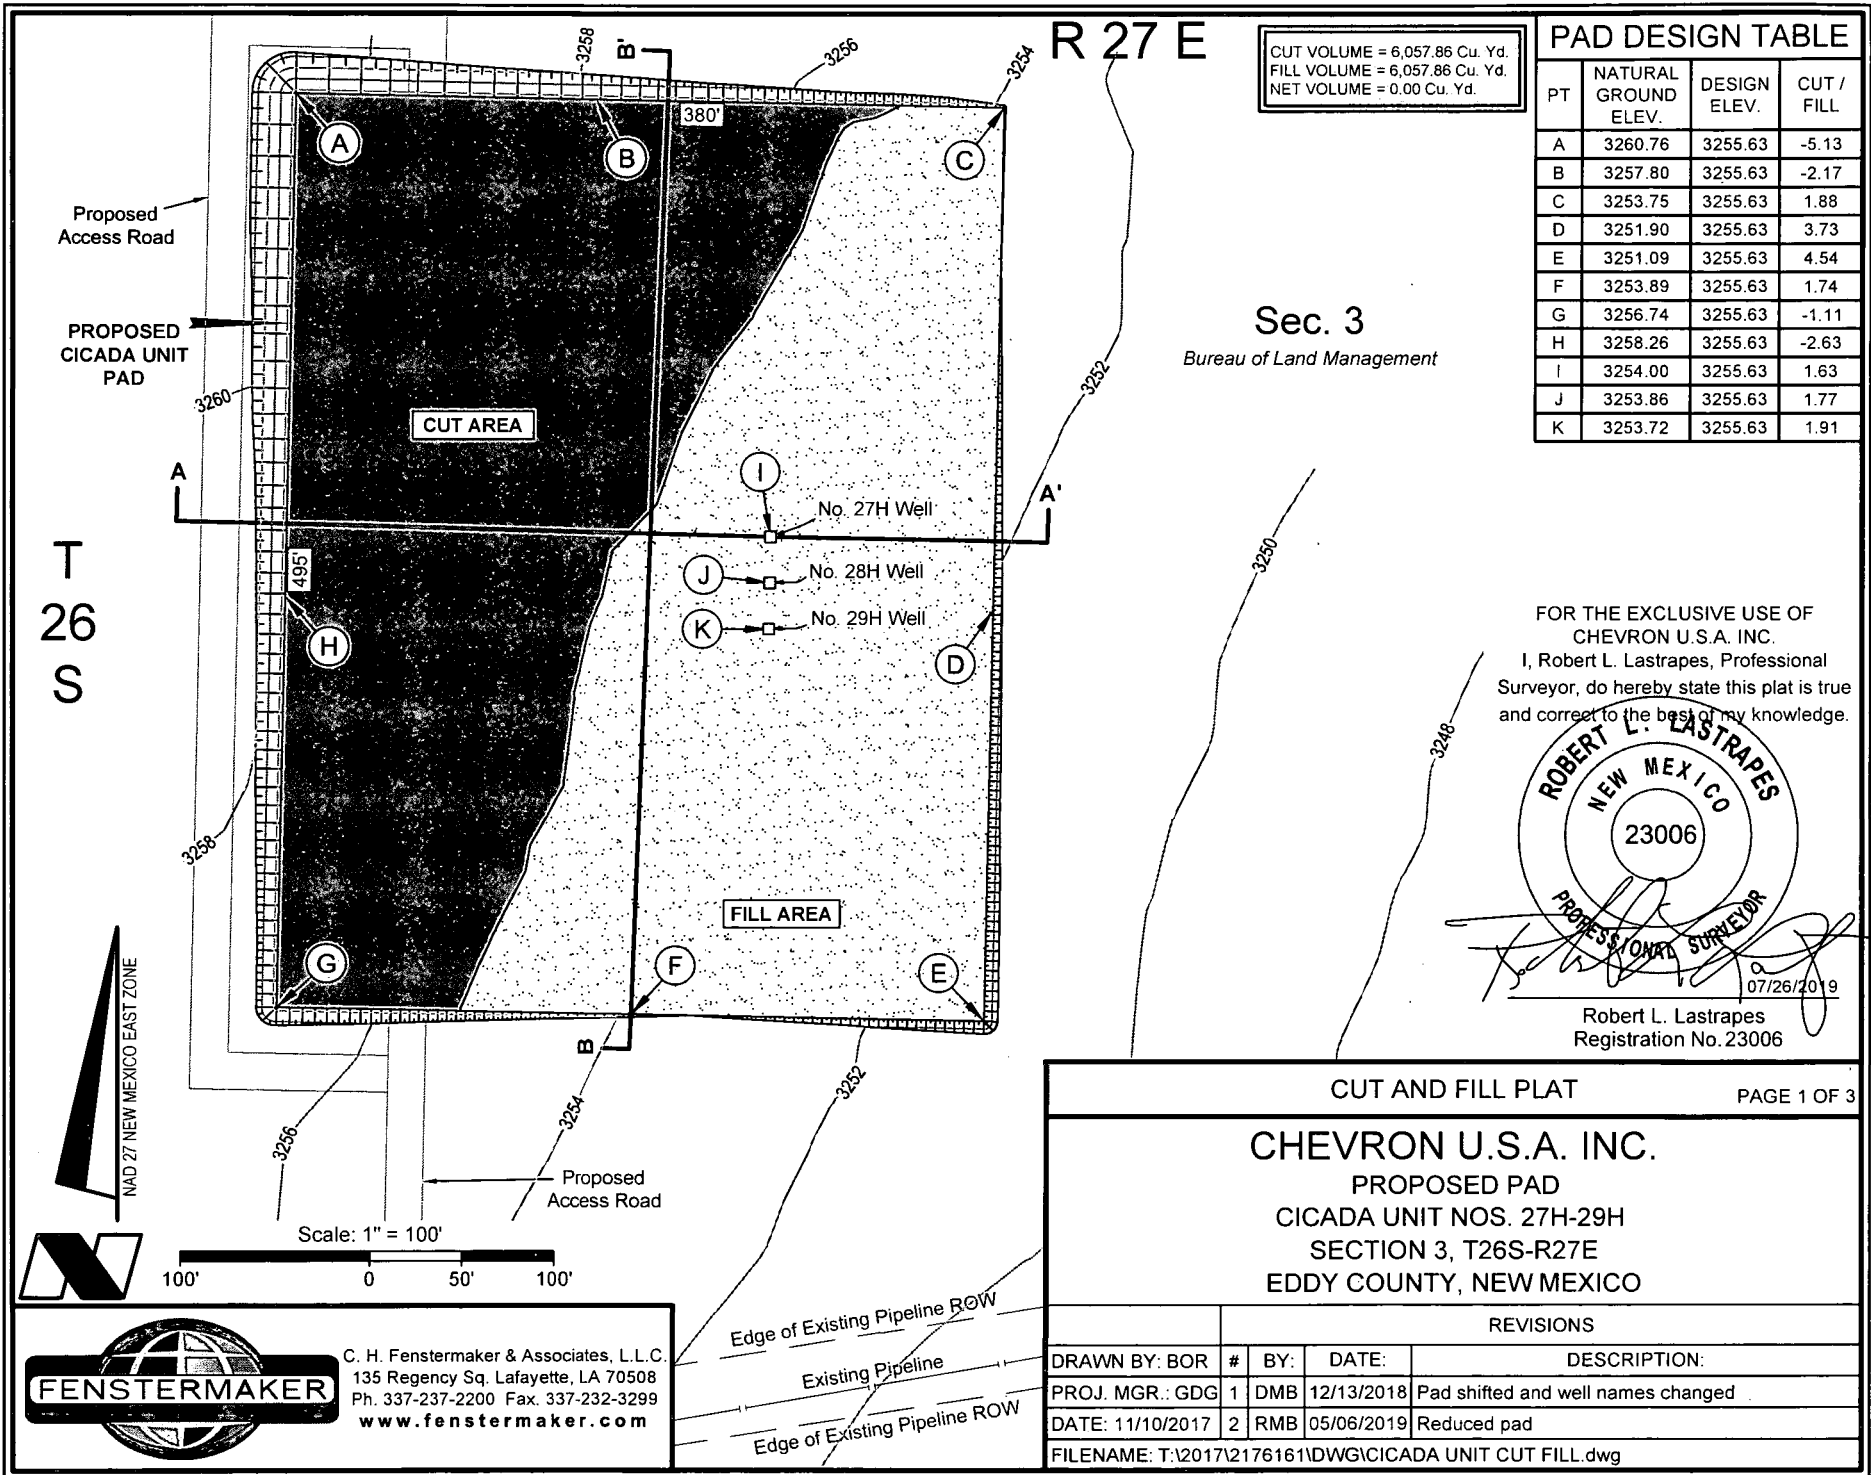 R 27 E
CUT VOLUME = 6,057.86 Cu. Yd.
FILL VOLUME = 6,057.86 Cu. Yd.
NET VOLUME = 0.00 Cu. Yd.
PAD DESIGN TABLE
PT NATURAL GROUND ELEV. DESIGN ELEV. CUT / FILL
A 3260.76 3255.63 -5.13
B 3257.80 3255.63 -2.17
C 3253.75 3255.63 1.88
D 3251.90 3255.63 3.73
E 3251.09 3255.63 4.54
F 3253.89 3255.63 1.74
G 3256.74 3255.63 -1.11
H 3258.26 3255.63 -2.63
I 3254.00 3255.63 1.63
J 3253.86 3255.63 1.77
K 3253.72 3255.63 1.91
3258
B'
3256
3254
380'
A
B
C
Proposed
Access Road
PROPOSED
CICADA UNIT
PAD
3260
CUT AREA
Sec. 3
Bureau of Land Management
3252
A
A'
I
No. 27H Well
J
No. 28H Well
K
No. 29H Well
495'
H
D
T
26
S
3250
3248
3258
FILL AREA
G
F
E
B
3256
3254
3252
Proposed
Access Road
NAD 27 NEW MEXICO EAST ZONE
Scale: 1" = 100'
100' 0 50' 100'
FOR THE EXCLUSIVE USE OF
CHEVRON U.S.A. INC.
I, Robert L. Lastrapes, Professional
Surveyor, do hereby state this plat is true
and correct to the best of my knowledge.
ROBERT L. LASTRAPES
NEW MEXICO
23006
PROFESSIONAL SURVEYOR
07/26/2019
Robert L. Lastrapes
Registration No. 23006
CUT AND FILL PLAT PAGE 1 OF 3
CHEVRON U.S.A. INC.
PROPOSED PAD
CICADA UNIT NOS. 27H-29H
SECTION 3, T26S-R27E
EDDY COUNTY, NEW MEXICO
REVISIONS
DRAWN BY: BOR # BY: DATE: DESCRIPTION:
PROJ. MGR.: GDG 1 DMB 12/13/2018 Pad shifted and well names changed
DATE: 11/10/2017 2 RMB 05/06/2019 Reduced pad
FILENAME: T:\2017\2176161\DWG\CICADA UNIT CUT FILL.dwg
Edge of Existing Pipeline ROW
Existing Pipeline
Edge of Existing Pipeline ROW
FENSTERMAKER
C. H. Fenstermaker & Associates, L.L.C.
135 Regency Sq. Lafayette, LA 70508
Ph. 337-237-2200 Fax. 337-232-3299
www.fenstermaker.com